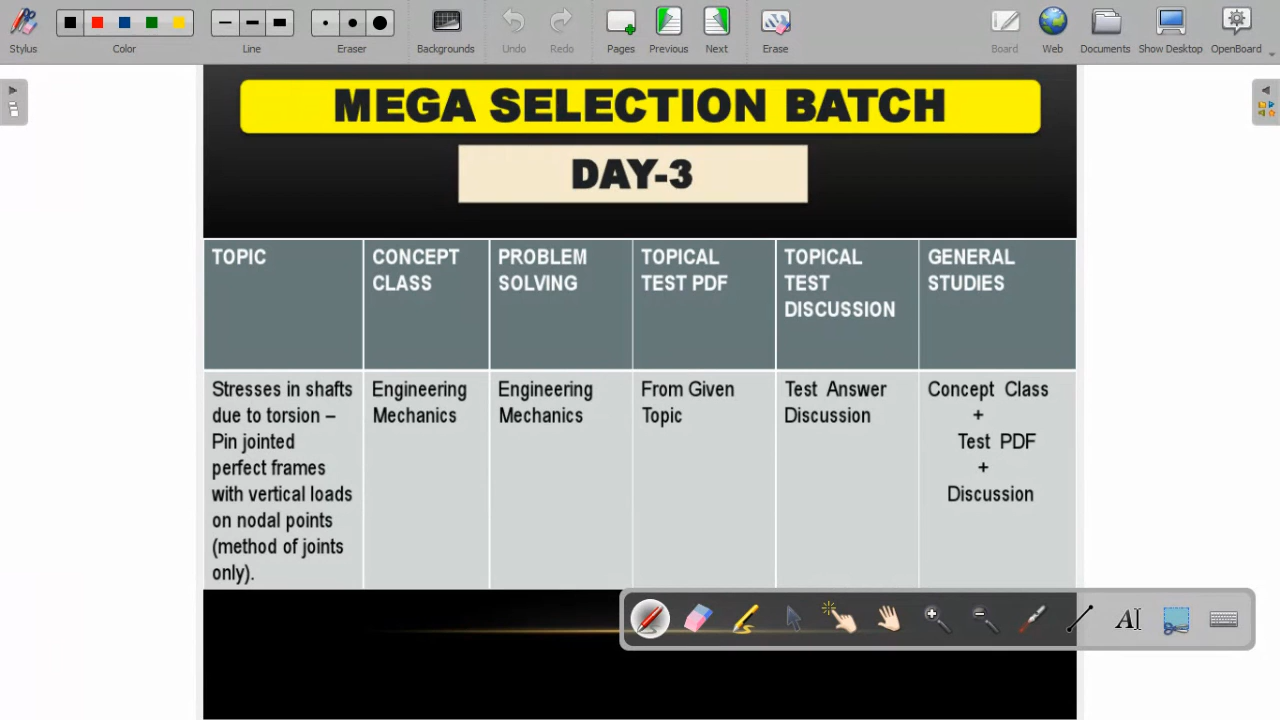 Stylus
Color
Line
Eraser
Backgrounds
Undo
Redo
Pages
Previous
Next
Erase
Board
Web
Documents
Show Desktop
OpenBoard
MEGA SELECTION BATCH
DAY-3
TOPIC
CONCEPT
CLASS
PROBLEM
SOLVING
TOPICAL
TEST PDF
TOPICAL
TEST
DISCUSSION
GENERAL
STUDIES
Stresses in shafts
due to torsion –
Pin jointed
perfect frames
with vertical loads
on nodal points
(method of joints
only).
Engineering
Mechanics
Engineering
Mechanics
From Given
Topic
Test Answer
Discussion
Concept Class
+
Test PDF
+
Discussion
A